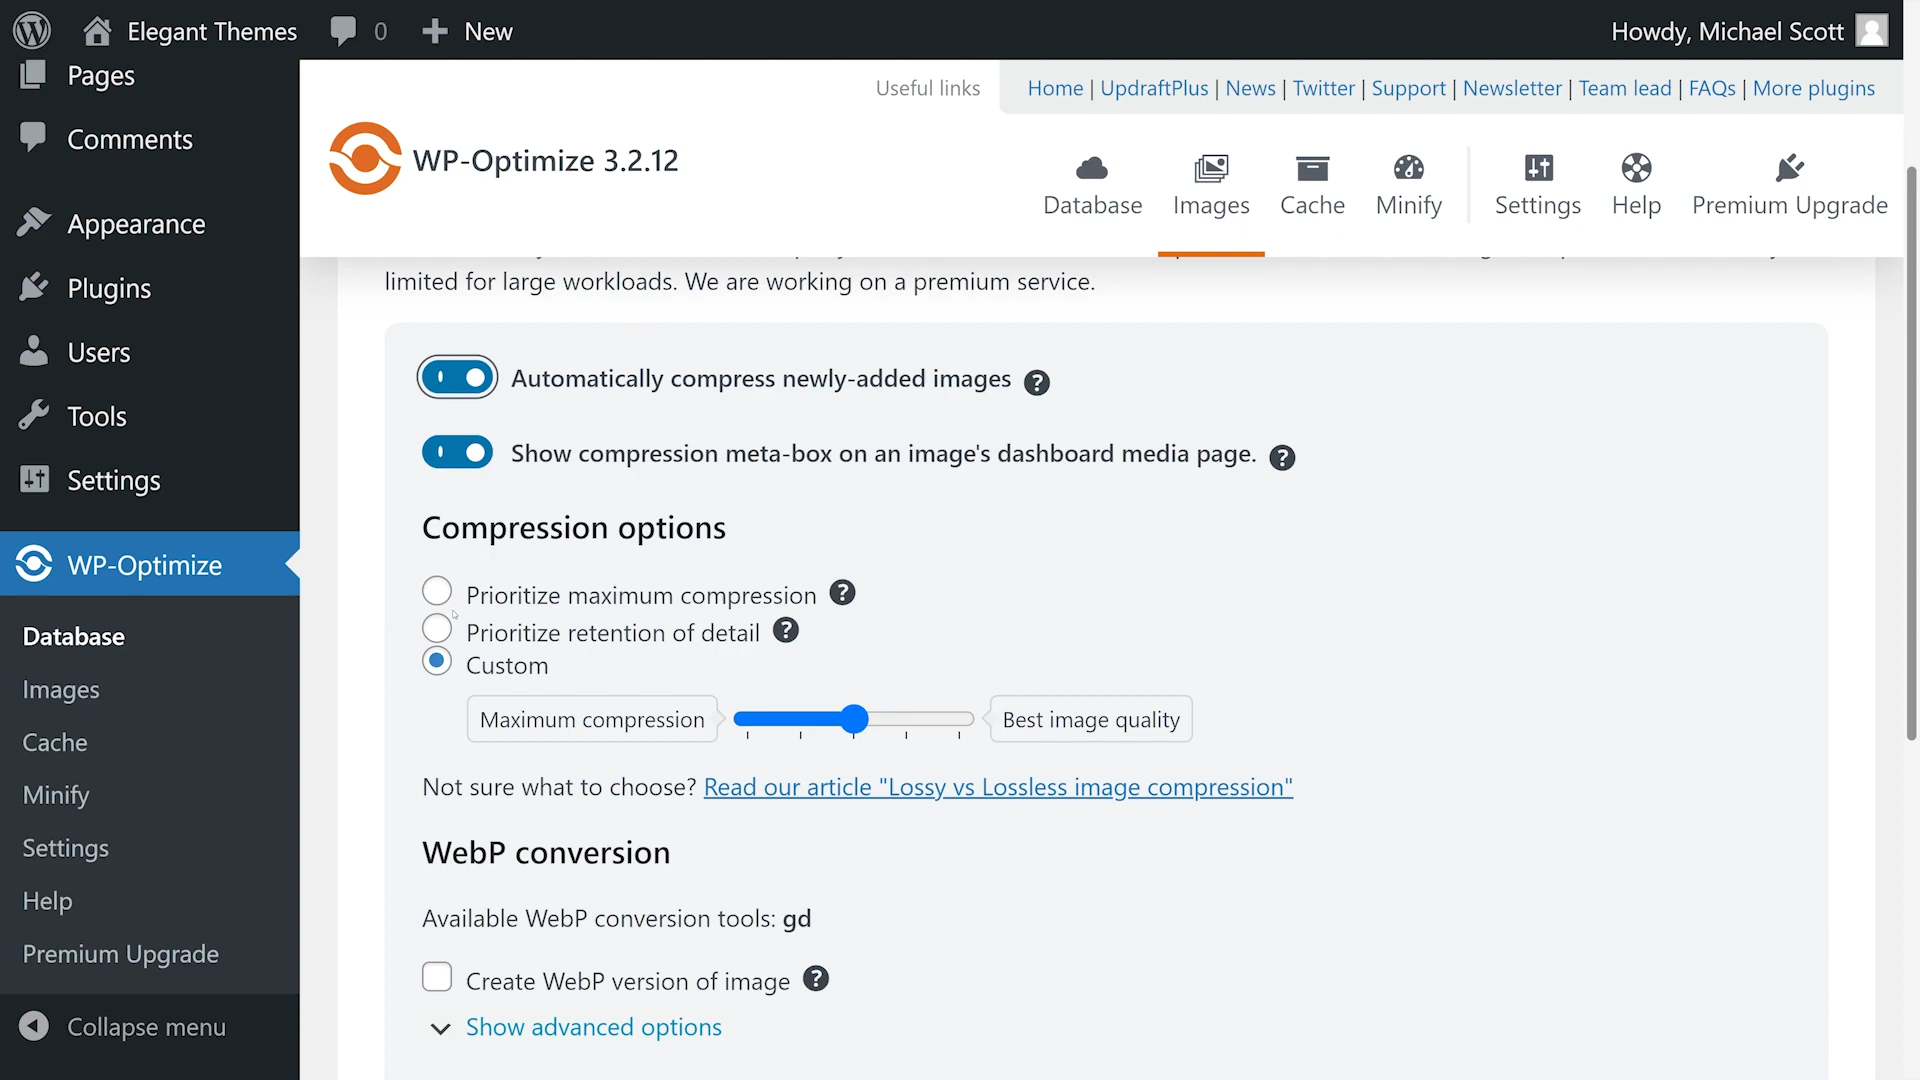 Elegant Themes
0
New
Howdy, Michael Scott
Pages
Comments
Appearance
Plugins
Users
Tools
Settings
WP-Optimize
Database
Images
Cache
Minify
Settings
Help
Premium Upgrade
Collapse menu
Useful links
Home | UpdraftPlus | News | Twitter | Support | Newsletter | Team lead | FAQs | More plugins
WP-Optimize 3.2.12
Database
Images
Cache
Minify
Settings
Help
Premium Upgrade
limited for large workloads. We are working on a premium service.
Automatically compress newly-added images ?
Show compression meta-box on an image's dashboard media page. ?
Compression options
Prioritize maximum compression ?
Prioritize retention of detail ?
Custom
Maximum compression
Best image quality
Not sure what to choose? Read our article "Lossy vs Lossless image compression"
WebP conversion
Available WebP conversion tools: gd
Create WebP version of image ?
Show advanced options